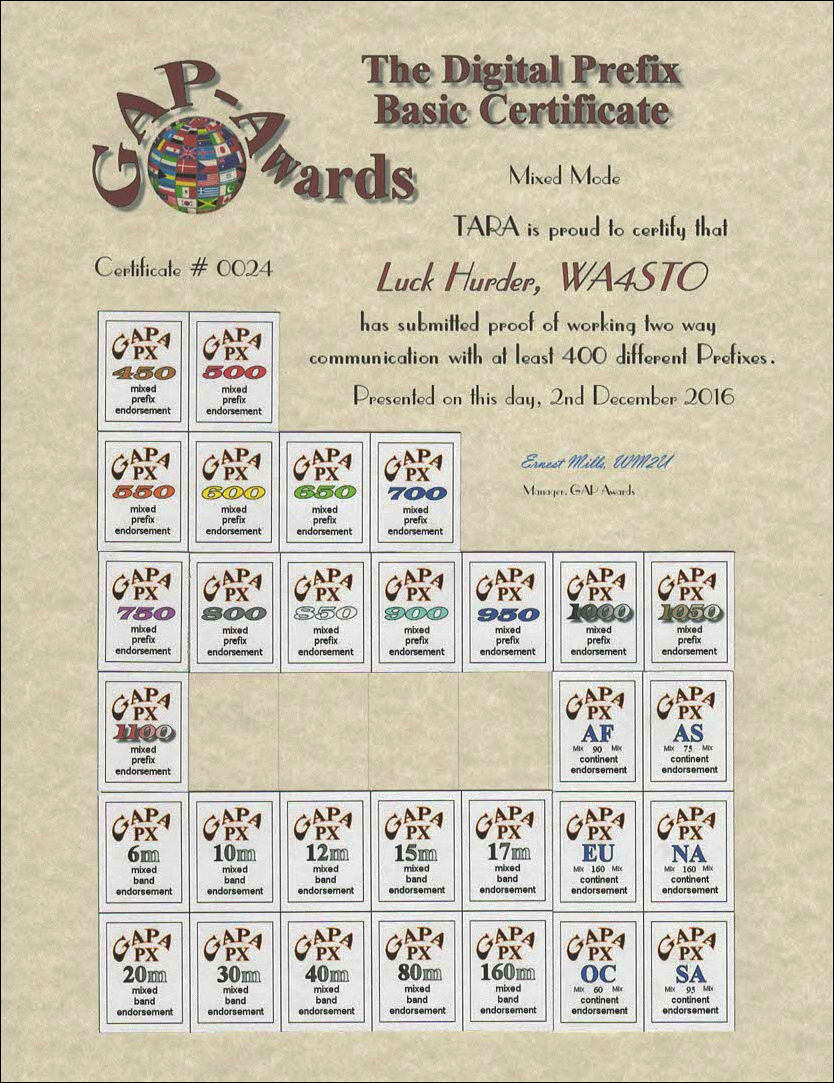 GAP-Awards
The Digital Prefix
Basic Certificate
Mixed Mode
TARA is proud to certify that
Certificate # 0024
Luck Hurder, WA4STO
has submitted proof of working two way
communication with at least 400 different Prefixes.
Presented on this day, 2nd December 2016
Ernest Mills, WM2U
Manager, GAP Awards
GAPA
PX
450
mixed
prefix
endorsement
GAPA
PX
500
mixed
prefix
endorsement
GAPA
PX
550
mixed
prefix
endorsement
GAPA
PX
600
mixed
prefix
endorsement
GAPA
PX
650
mixed
prefix
endorsement
GAPA
PX
700
mixed
prefix
endorsement
GAPA
PX
750
mixed
prefix
endorsement
GAPA
PX
800
mixed
prefix
endorsement
GAPA
PX
850
mixed
prefix
endorsement
GAPA
PX
900
mixed
prefix
endorsement
GAPA
PX
950
mixed
prefix
endorsement
GAPA
PX
1000
mixed
prefix
endorsement
GAPA
PX
1050
mixed
prefix
endorsement
GAPA
PX
1100
mixed
prefix
endorsement
GAPA
PX
AF
Mix 90 Mix
continent
endorsement
GAPA
PX
AS
Mix 75 Mix
continent
endorsement
GAPA
PX
6m
mixed
band
endorsement
GAPA
PX
10m
mixed
band
endorsement
GAPA
PX
12m
mixed
band
endorsement
GAPA
PX
15m
mixed
band
endorsement
GAPA
PX
17m
mixed
band
endorsement
GAPA
PX
EU
Mix 160 Mix
continent
endorsement
GAPA
PX
NA
Mix 160 Mix
continent
endorsement
GAPA
PX
20m
mixed
band
endorsement
GAPA
PX
30m
mixed
band
endorsement
GAPA
PX
40m
mixed
band
endorsement
GAPA
PX
80m
mixed
band
endorsement
GAPA
PX
160m
mixed
band
endorsement
GAPA
PX
OC
Mix 60 Mix
continent
endorsement
GAPA
PX
SA
Mix 95 Mix
continent
endorsement